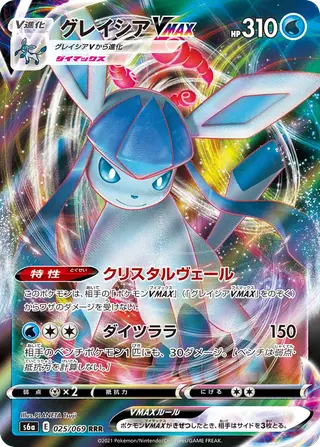 V進化 グレイシアVMAX HP310
グレイシアVから進化
ダイマックス
特性 とくせい クリスタルヴェール
このポケモンは、相手の「ポケモンVMAX」(「グレイシアVMAX」をのぞく)
からワザのダメージを受けない。
ダイツララ 150
相手のベンチポケモン1匹にも、30ダメージ。[ベンチは弱点・
抵抗力を計算しない。]
弱点 ×2 抵抗力 にげる
Illus. PLANETA Tsuji
s6a E 025/069 RRR
VMAXルール
ポケモンVMAXがきぜつしたとき、相手はサイドを3枚とる。
©2021 Pokémon/Nintendo/Creatures/GAME FREAK.